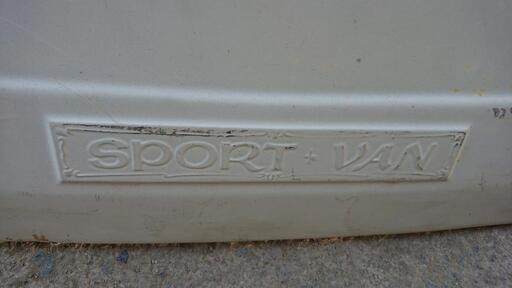 SPORT + VAN